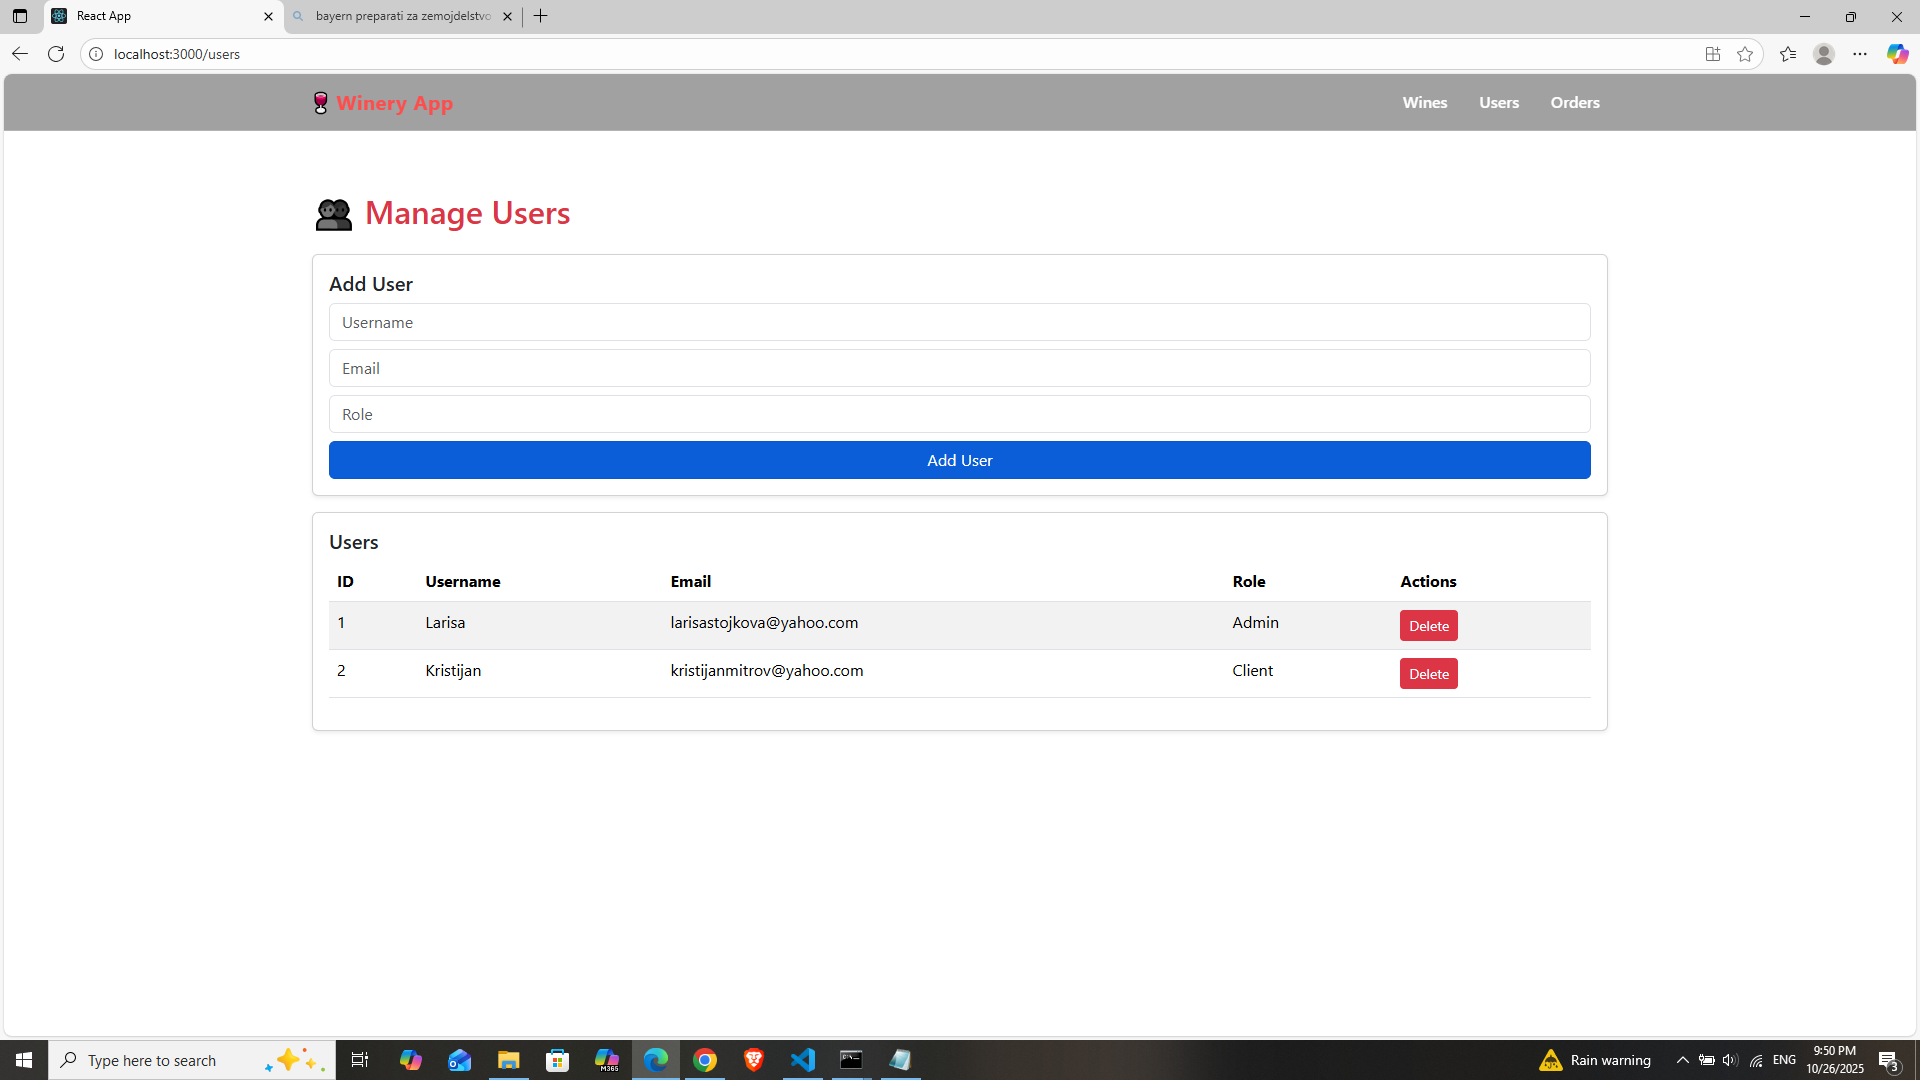 React App
bayern preparati za zemojdelstvo
localhost:3000/users
Winery App
Wines
Users
Orders
Manage Users
Add User
Username
Email
Role
Add User
Users
ID Username Email Role Actions
1 Larisa larisastojkova@yahoo.com Admin Delete
2 Kristijan kristijanmitrov@yahoo.com Client Delete
Type here to search
M365
Rain warning
ENG
9:50 PM
10/26/2025
3